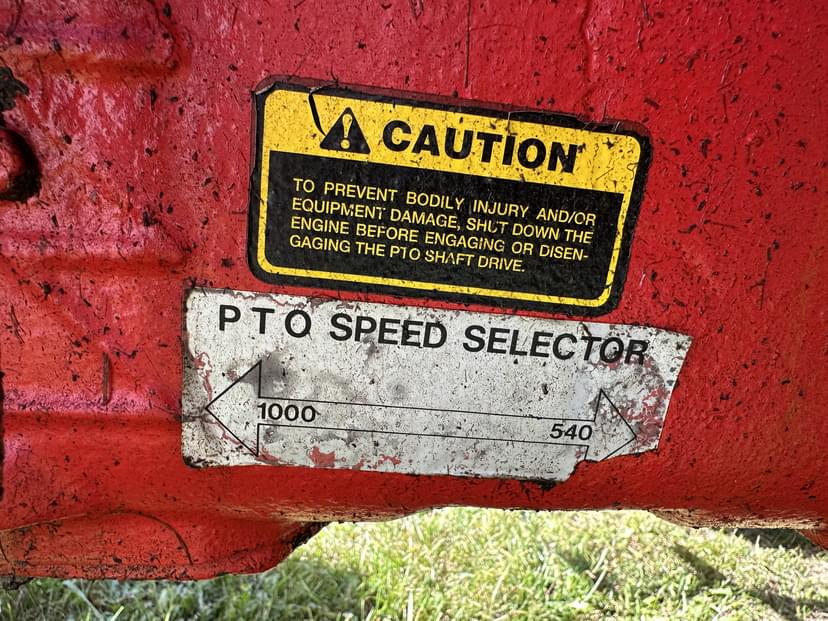 CAUTION
TO PREVENT BODILY INJURY AND/OR
EQUIPMENT DAMAGE, SHUT DOWN THE
ENGINE BEFORE ENGAGING OR DISEN-
GAGING THE PTO SHAFT DRIVE.
PTO SPEED SELECTOR
1000 540